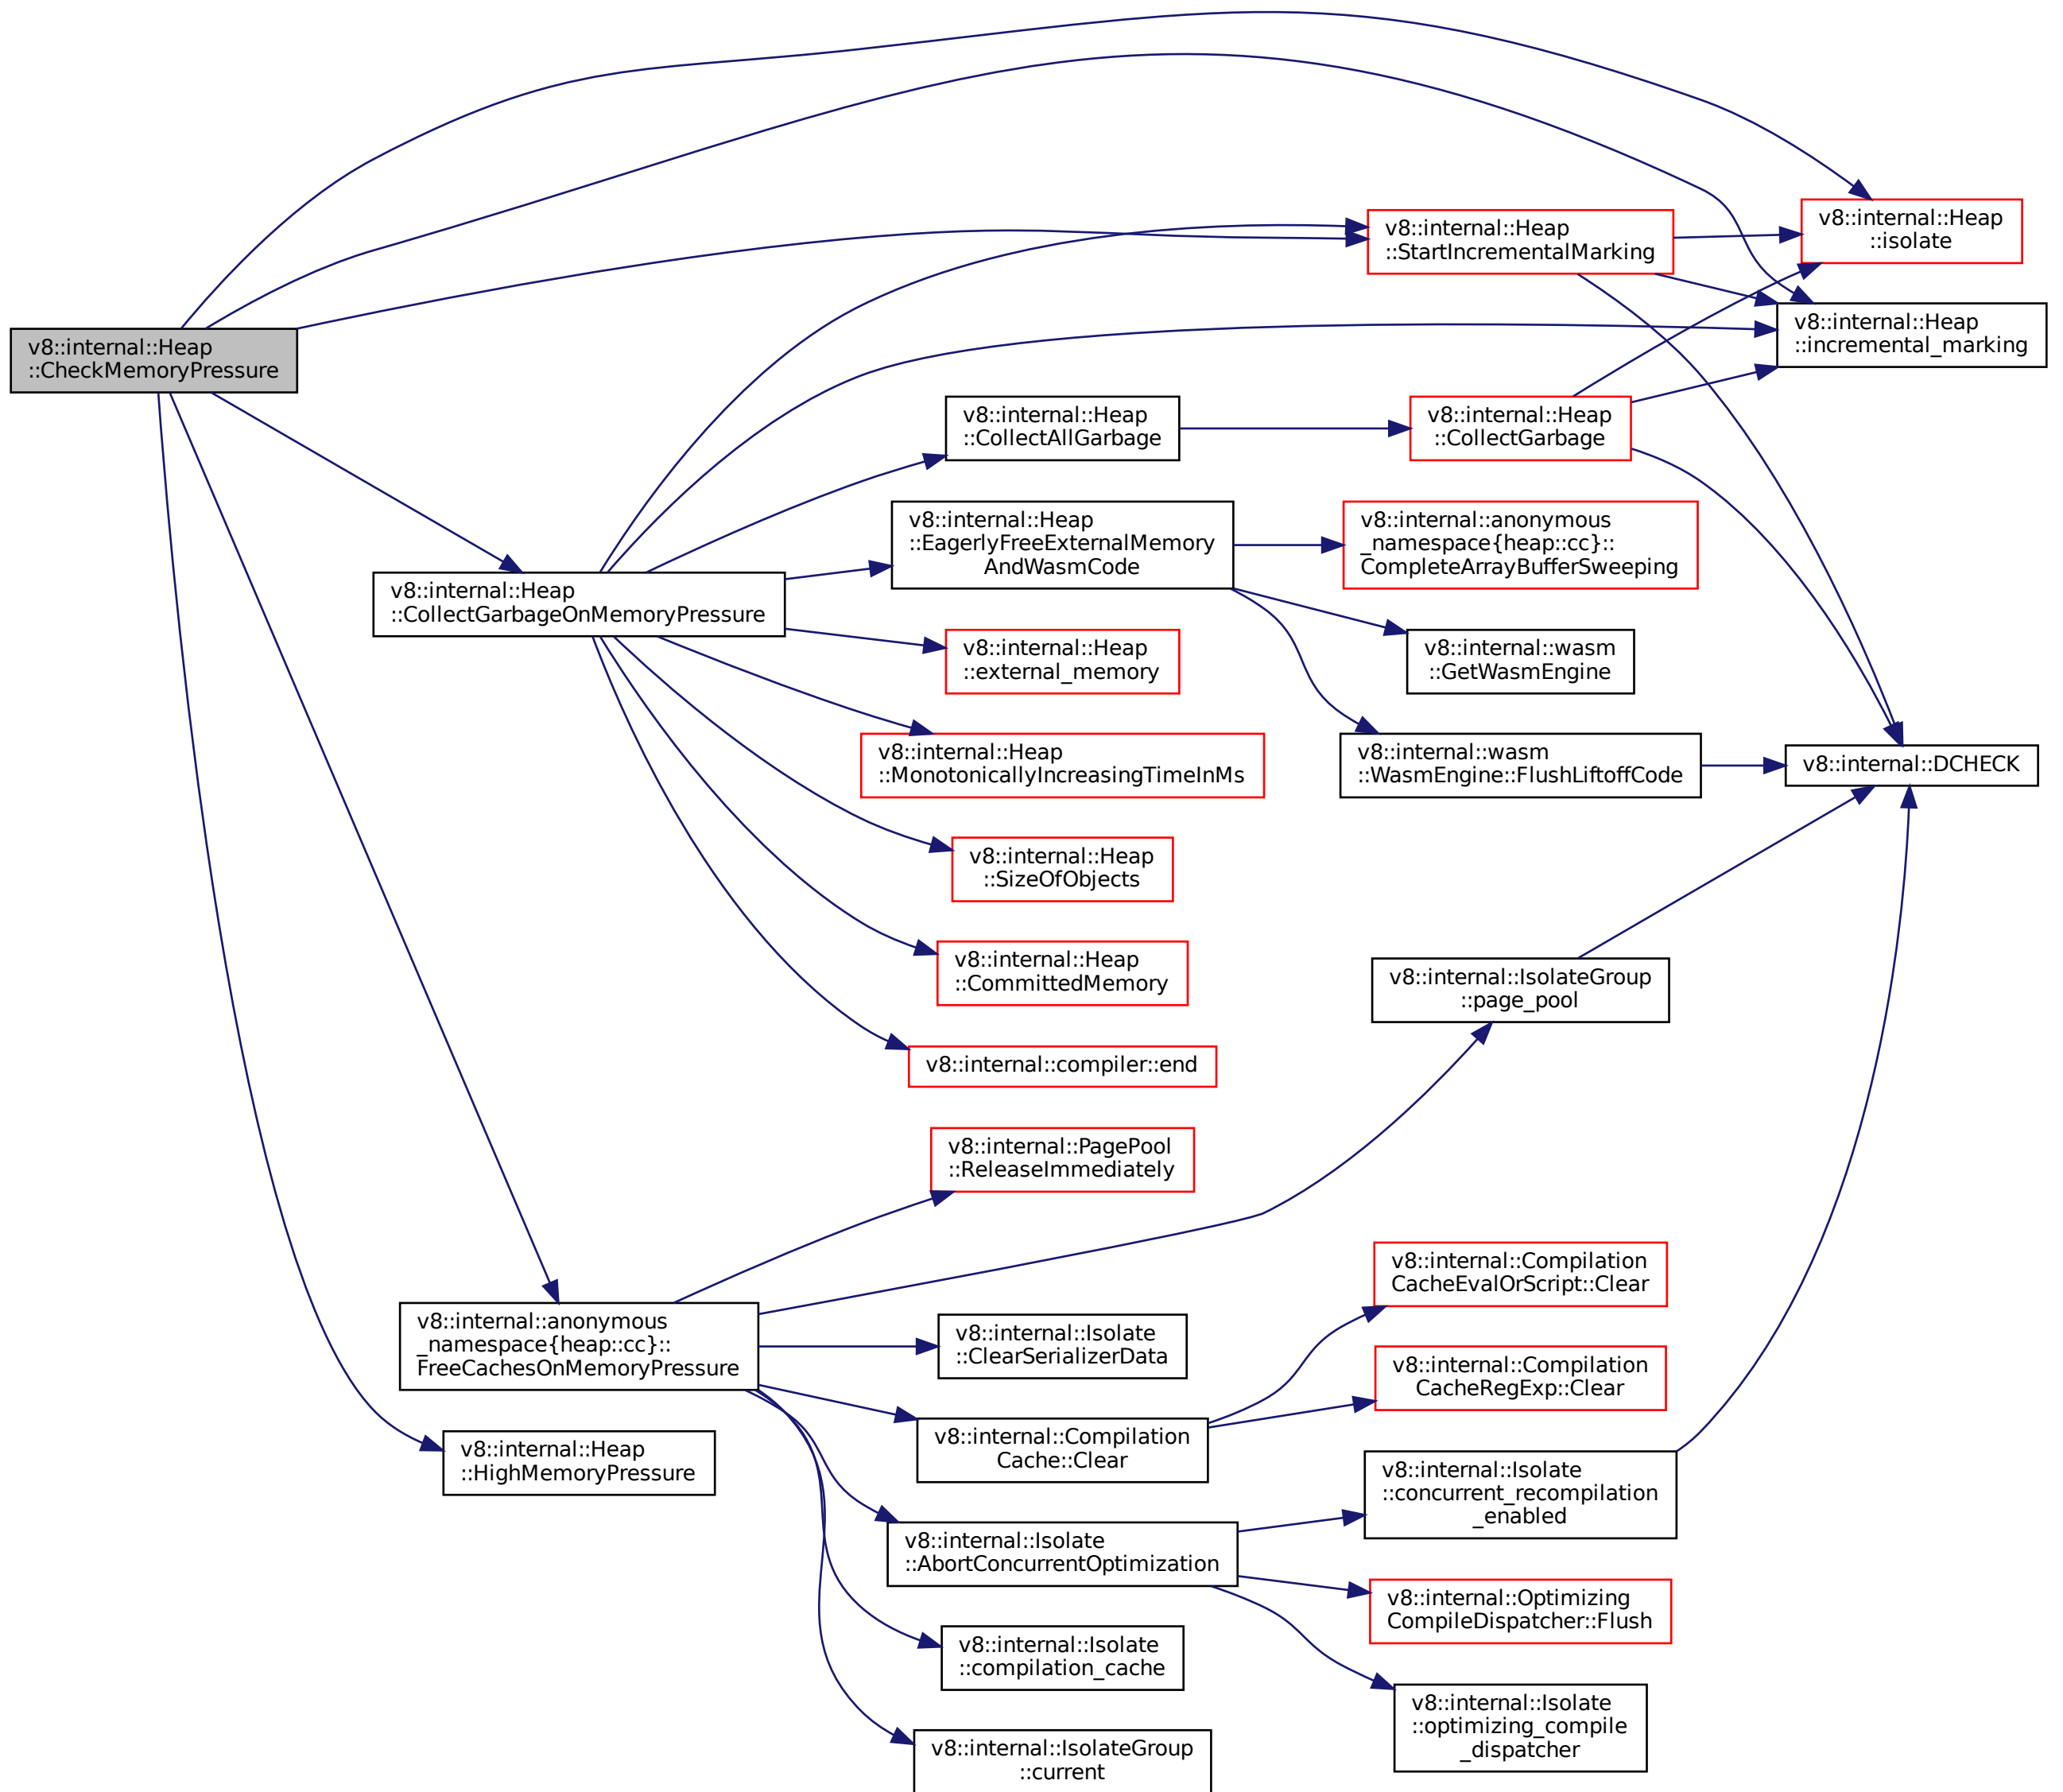 v8::internal::Heap
::CheckMemoryPressure
v8::internal::Heap
::CollectGarbageOnMemoryPressure
v8::internal::anonymous
_namespace{heap::cc}::
FreeCachesOnMemoryPressure
v8::internal::Heap
::HighMemoryPressure
v8::internal::Heap
::CollectAllGarbage
v8::internal::Heap
::EagerlyFreeExternalMemory
AndWasmCode
v8::internal::Heap
::external_memory
v8::internal::Heap
::MonotonicallyIncreasingTimeInMs
v8::internal::Heap
::SizeOfObjects
v8::internal::Heap
::CommittedMemory
v8::internal::compiler::end
v8::internal::PagePool
::ReleaseImmediately
v8::internal::Isolate
::ClearSerializerData
v8::internal::Compilation
Cache::Clear
v8::internal::Isolate
::AbortConcurrentOptimization
v8::internal::Isolate
::compilation_cache
v8::internal::IsolateGroup
::current
v8::internal::Heap
::StartIncrementalMarking
v8::internal::Heap
::CollectGarbage
v8::internal::anonymous
_namespace{heap::cc}::
CompleteArrayBufferSweeping
v8::internal::wasm
::GetWasmEngine
v8::internal::wasm
::WasmEngine::FlushLiftoffCode
v8::internal::IsolateGroup
::page_pool
v8::internal::Compilation
CacheEvalOrScript::Clear
v8::internal::Compilation
CacheRegExp::Clear
v8::internal::Isolate
::concurrent_recompilation
_enabled
v8::internal::Optimizing
CompileDispatcher::Flush
v8::internal::Isolate
::optimizing_compile
_dispatcher
v8::internal::Heap
::isolate
v8::internal::Heap
::incremental_marking
v8::internal::DCHECK